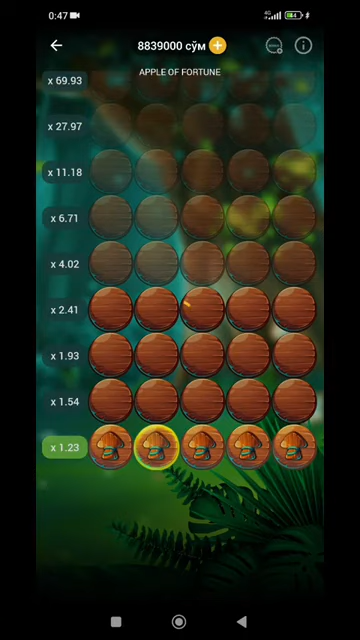 0:47
4G
8839000 сўм
APPLE OF FORTUNE
x 69.93
x 27.97
x 11.18
x 6.71
x 4.02
x 2.41
x 1.93
x 1.54
x 1.23